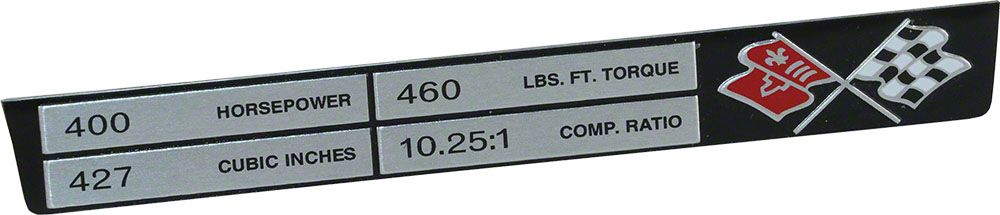 400 HORSEPOWER
460 LBS. FT. TORQUE
427 CUBIC INCHES
10.25:1 COMP. RATIO